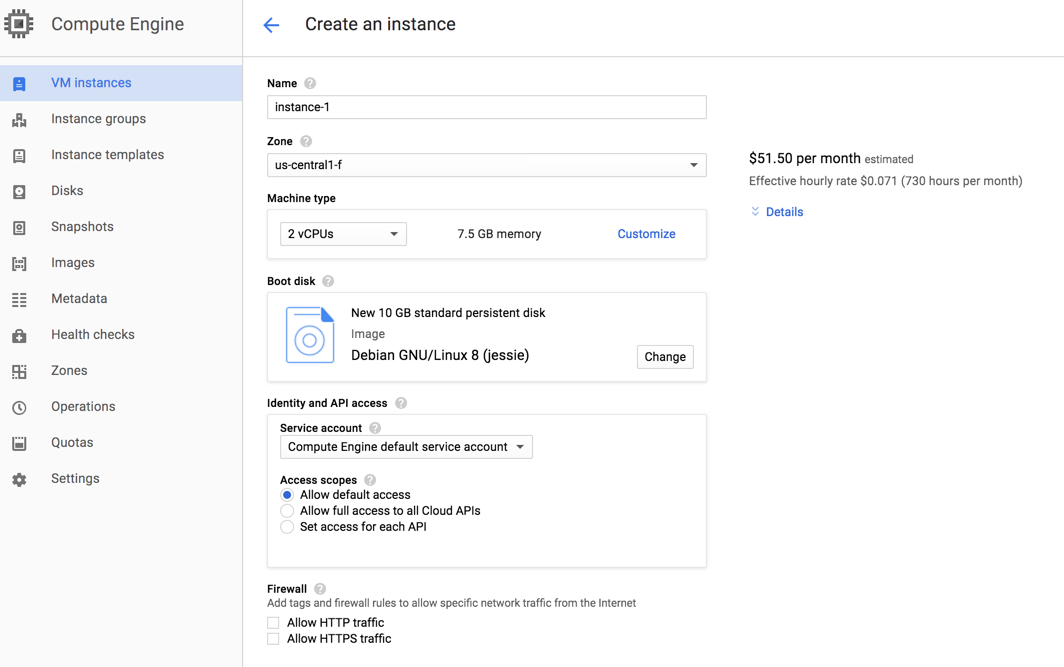 Compute Engine
VM instances
Instance groups
Instance templates
Disks
Snapshots
Images
Metadata
Health checks
Zones
Operations
Quotas
Settings
Create an instance
Name ?
instance-1
Zone ?
us-central1-f
Machine type
2 vCPUs 7.5 GB memory Customize
Boot disk ?
New 10 GB standard persistent disk
Image
Debian GNU/Linux 8 (jessie)
Change
Identity and API access ?
Service account ?
Compute Engine default service account
Access scopes ?
Allow default access
Allow full access to all Cloud APIs
Set access for each API
Firewall ?
Add tags and firewall rules to allow specific network traffic from the Internet
Allow HTTP traffic
Allow HTTPS traffic
$51.50 per month estimated
Effective hourly rate $0.071 (730 hours per month)
Details